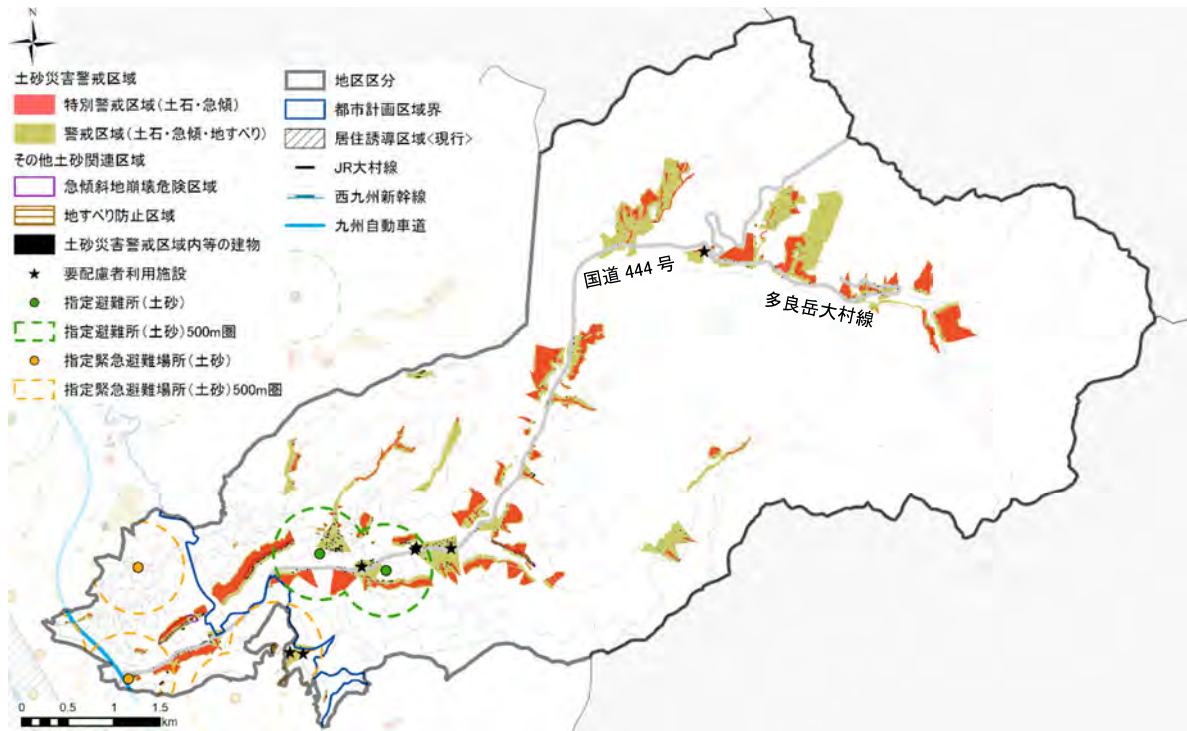 N
土砂災害警戒区域
特別警戒区域(土石・急傾)
警戒区域(土石・急傾・地すべり)
その他土砂関連区域
急傾斜地崩壊危険区域
地すべり防止区域
土砂災害警戒区域内等の建物
要配慮者利用施設
指定避難所(土砂)
指定避難所(土砂)500m圏
指定緊急避難場所(土砂)
指定緊急避難場所(土砂)500m圏
地区区分
都市計画区域界
居住誘導区域<現行>
JR大村線
西九州新幹線
九州自動車道
国道 444 号
多良岳大村線
0 0.5 1 1.5
km